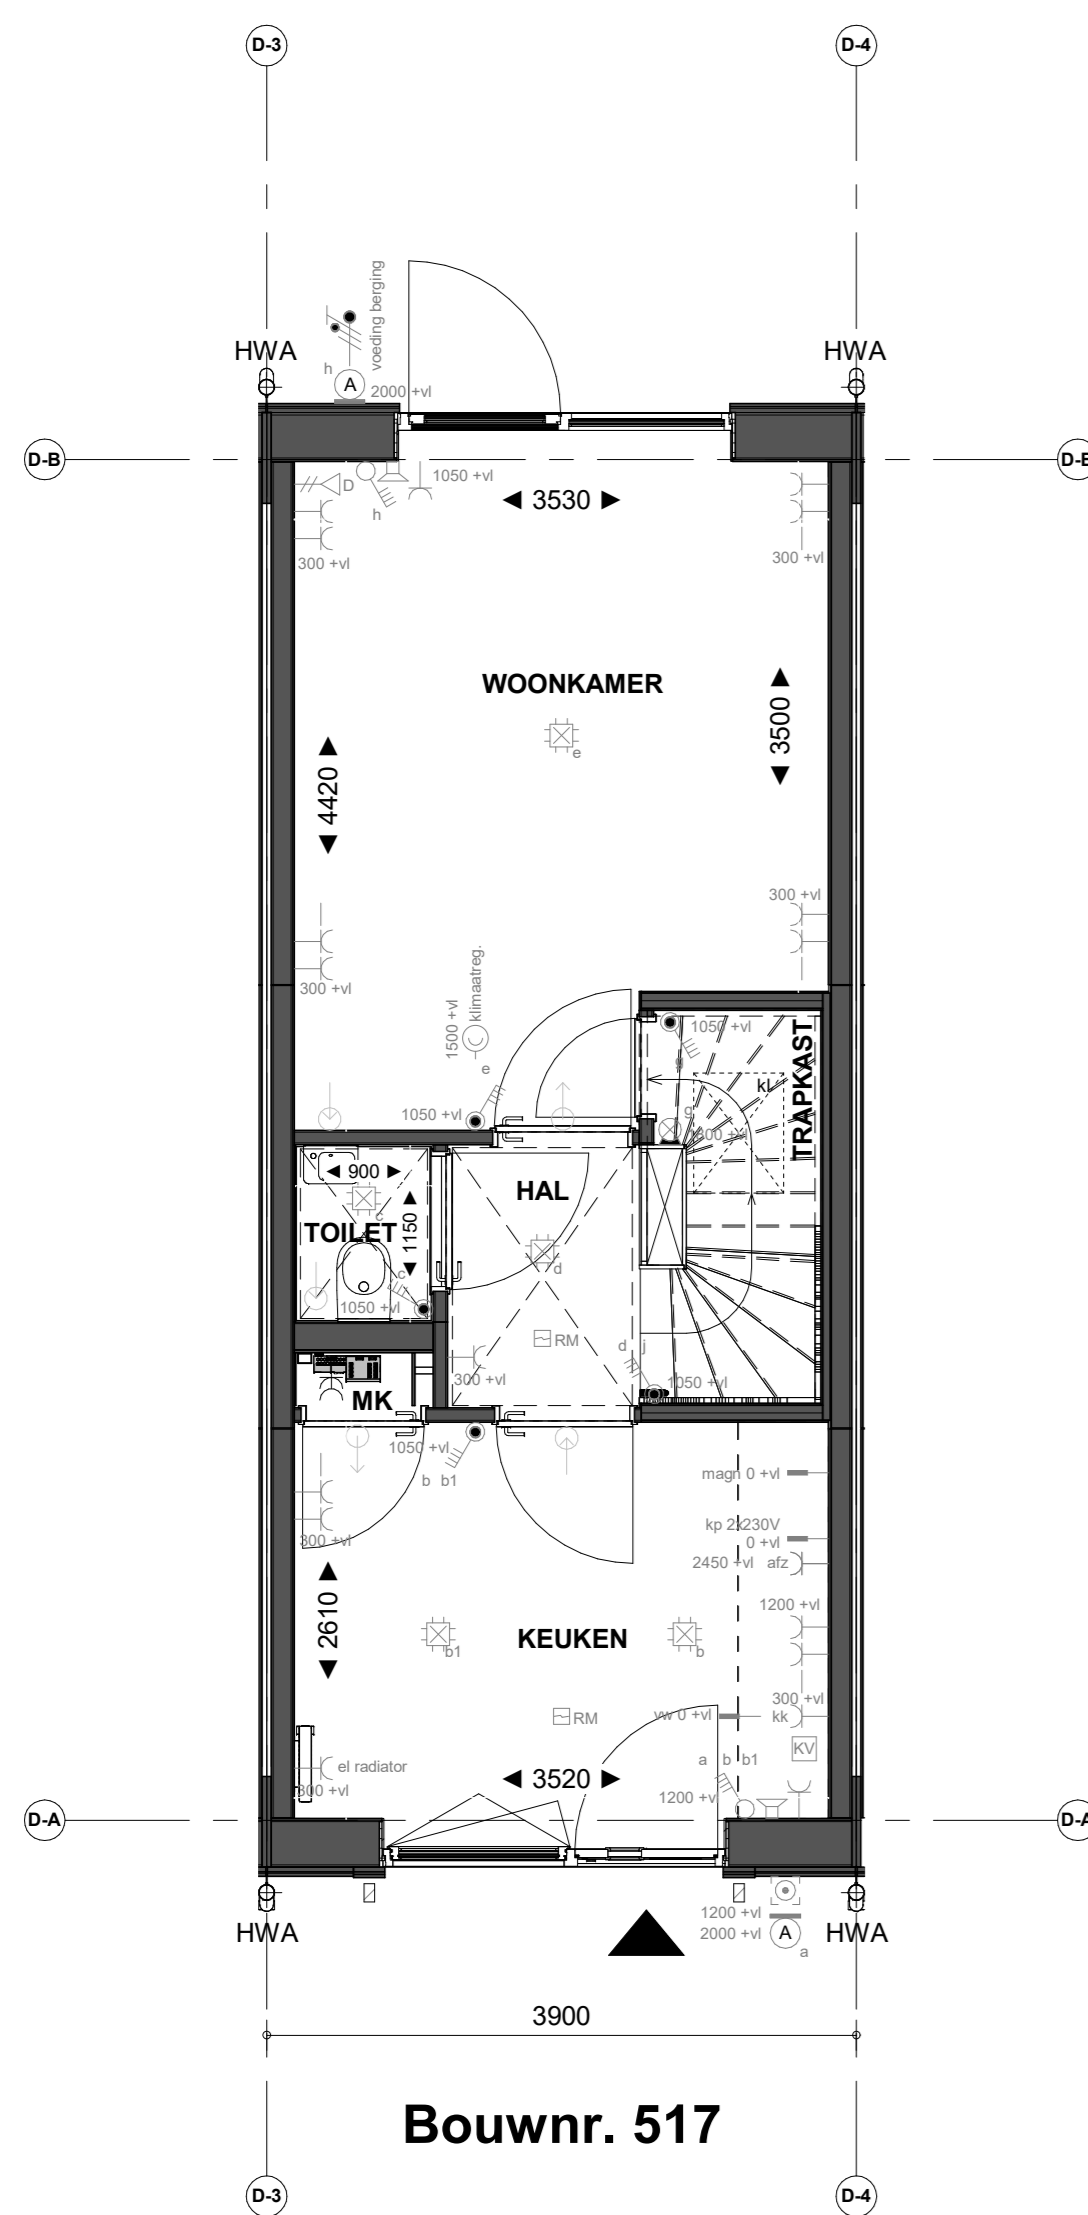 D-3 D-4
voeding berging
HWA HWA
h
A
2000 +vl
D-B
D 1050 +vl
h
◄ 3530 ►
300 +vl 300 +vl
WOONKAMER
◄ 3500 ►
e
◄ 4420 ►
300 +vl
300 +vl
1500 +vl
klimaatreg.
e
1050 +vl
1050 +vl
g
TRAPKAST
kl
g
◄ 900 ►
HAL
c
TOILET
◄ 1150 ►
d
c
1050 +vl
RM
d j
300 +vl
1050 +vl
MK
1050 +vl
b b1
magn 0 +vl
kp 2x230V
0 +vl
300 +vl
2450 +vl afz
1200 +vl
◄ 2610 ►
KEUKEN
b1 b
300 +vl
RM
vw 0 +vl kk
KV
a b b1
el radiator
300 +vl
◄ 3520 ►
1200 +vl
D-A
1200 +vl
2000 +vl A
a
HWA HWA
3900
Bouwnr. 517
D-3 D-4